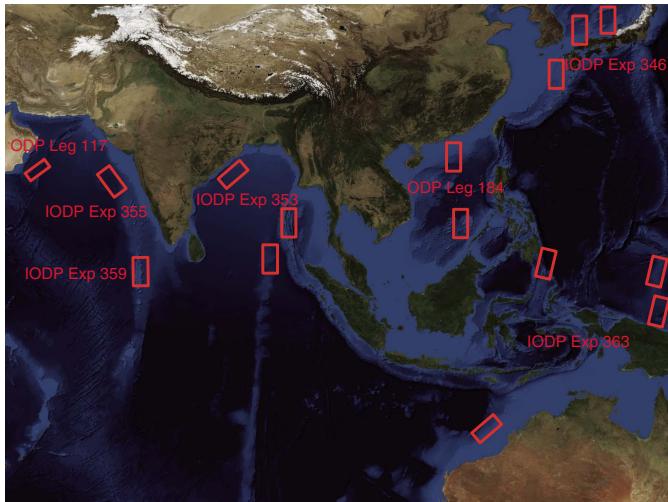 IODP Exp 346
ODP Leg 117
ODP Leg 184
IODP Exp 353
IODP Exp 355
IODP Exp 359
IODP Exp 363